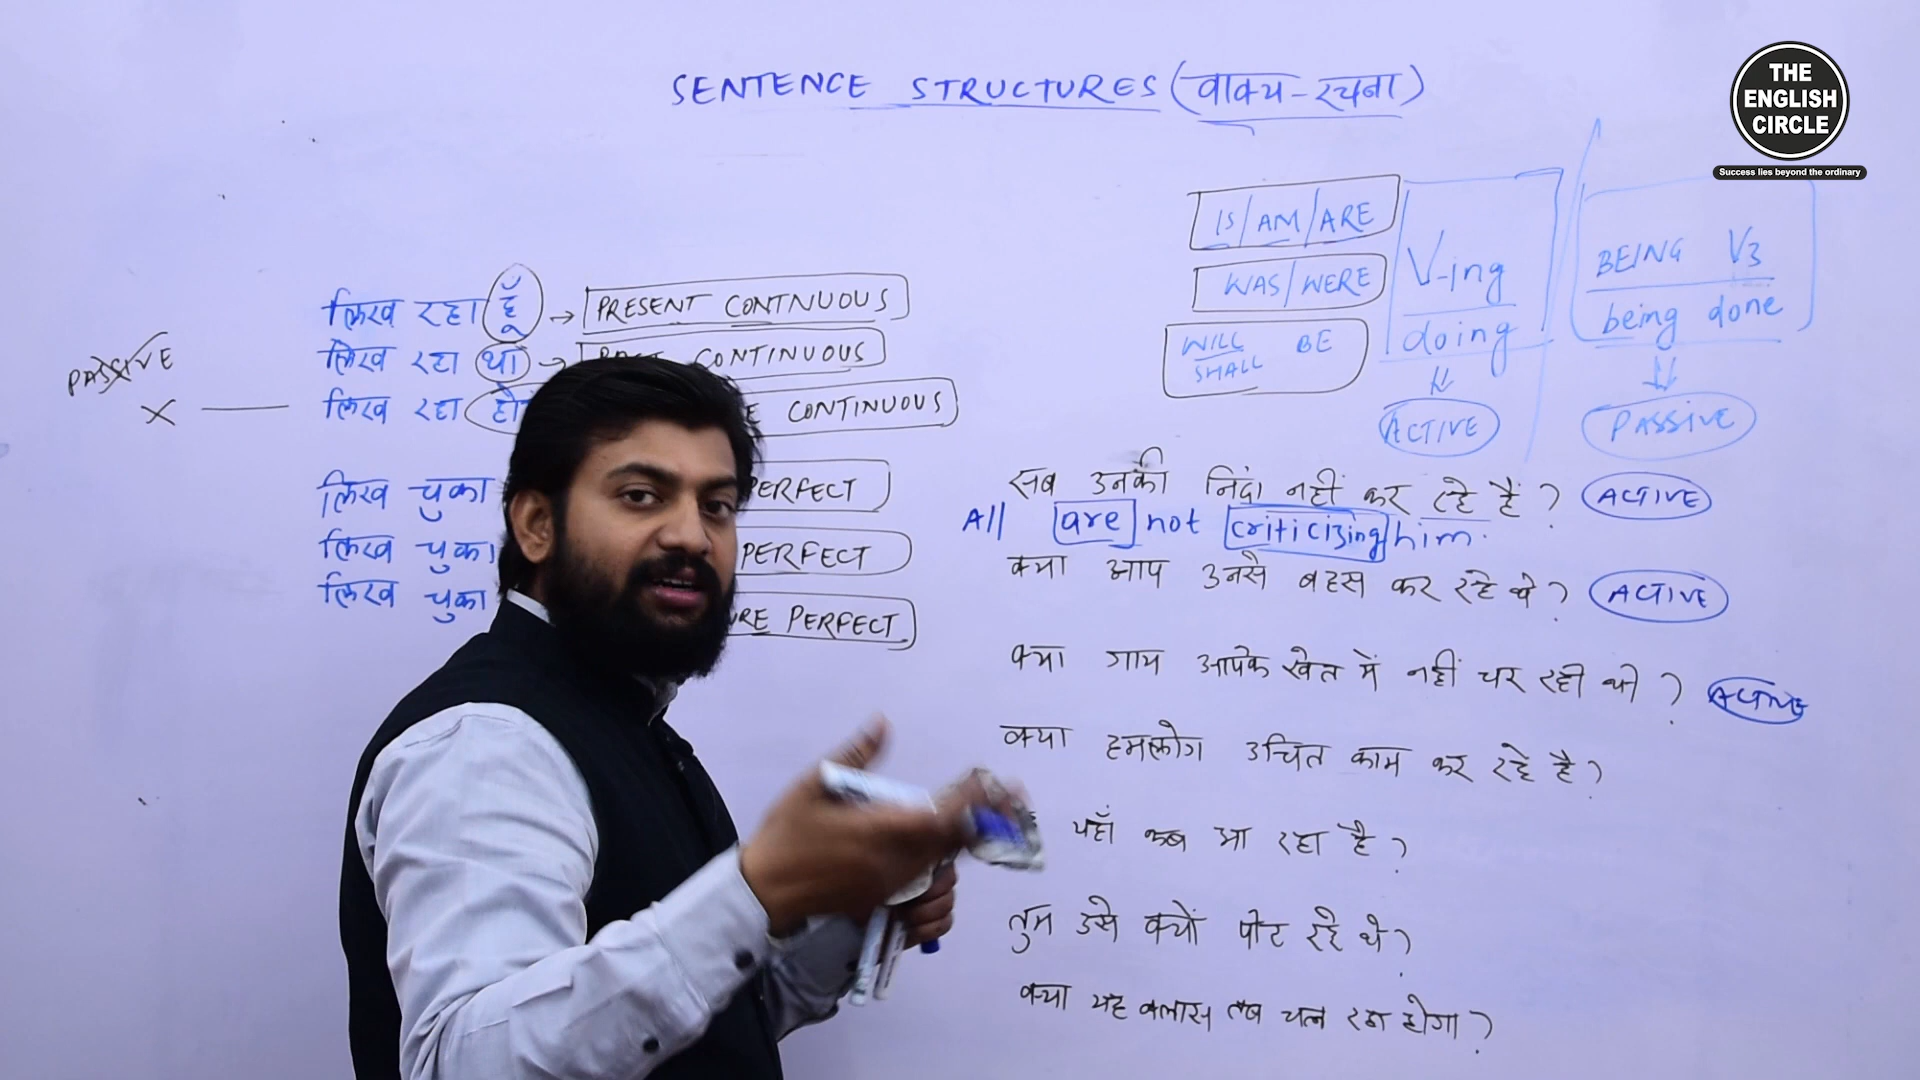 SENTENCE STRUCTURES (वाक्य-रचना)
THE
ENGLISH
CIRCLE
Success lies beyond the ordinary
IS/AM/ARE
WAS/WERE
WILL BE
SHALL
V-ing
doing
ACTIVE
BEING V3
being done
PASSIVE
लिख रहा हूँ → PRESENT CONTNUOUS
लिख रहा था → CONTINUOUS
PASSIVE
X — लिख रहा CONTINUOUS
लिख चुका PERFECT
लिख चुका PERFECT
लिख चुका PERFECT
सब उनकी निंदा नहीं कर रहे हैं ? ACTIVE
All are not criticizing him.
क्या आप उनसे बहस कर रहे थे ? ACTIVE
क्या गाय आपके खेत में नहीं चर रही थी ? ACTIVE
क्या हमलोग उचित काम कर रहे है ?
यहाँ कब आ रहा है ?
तुम उसे क्यों पीट रहे थे ?
क्या यह क्लास तब चल रहा होगा ?